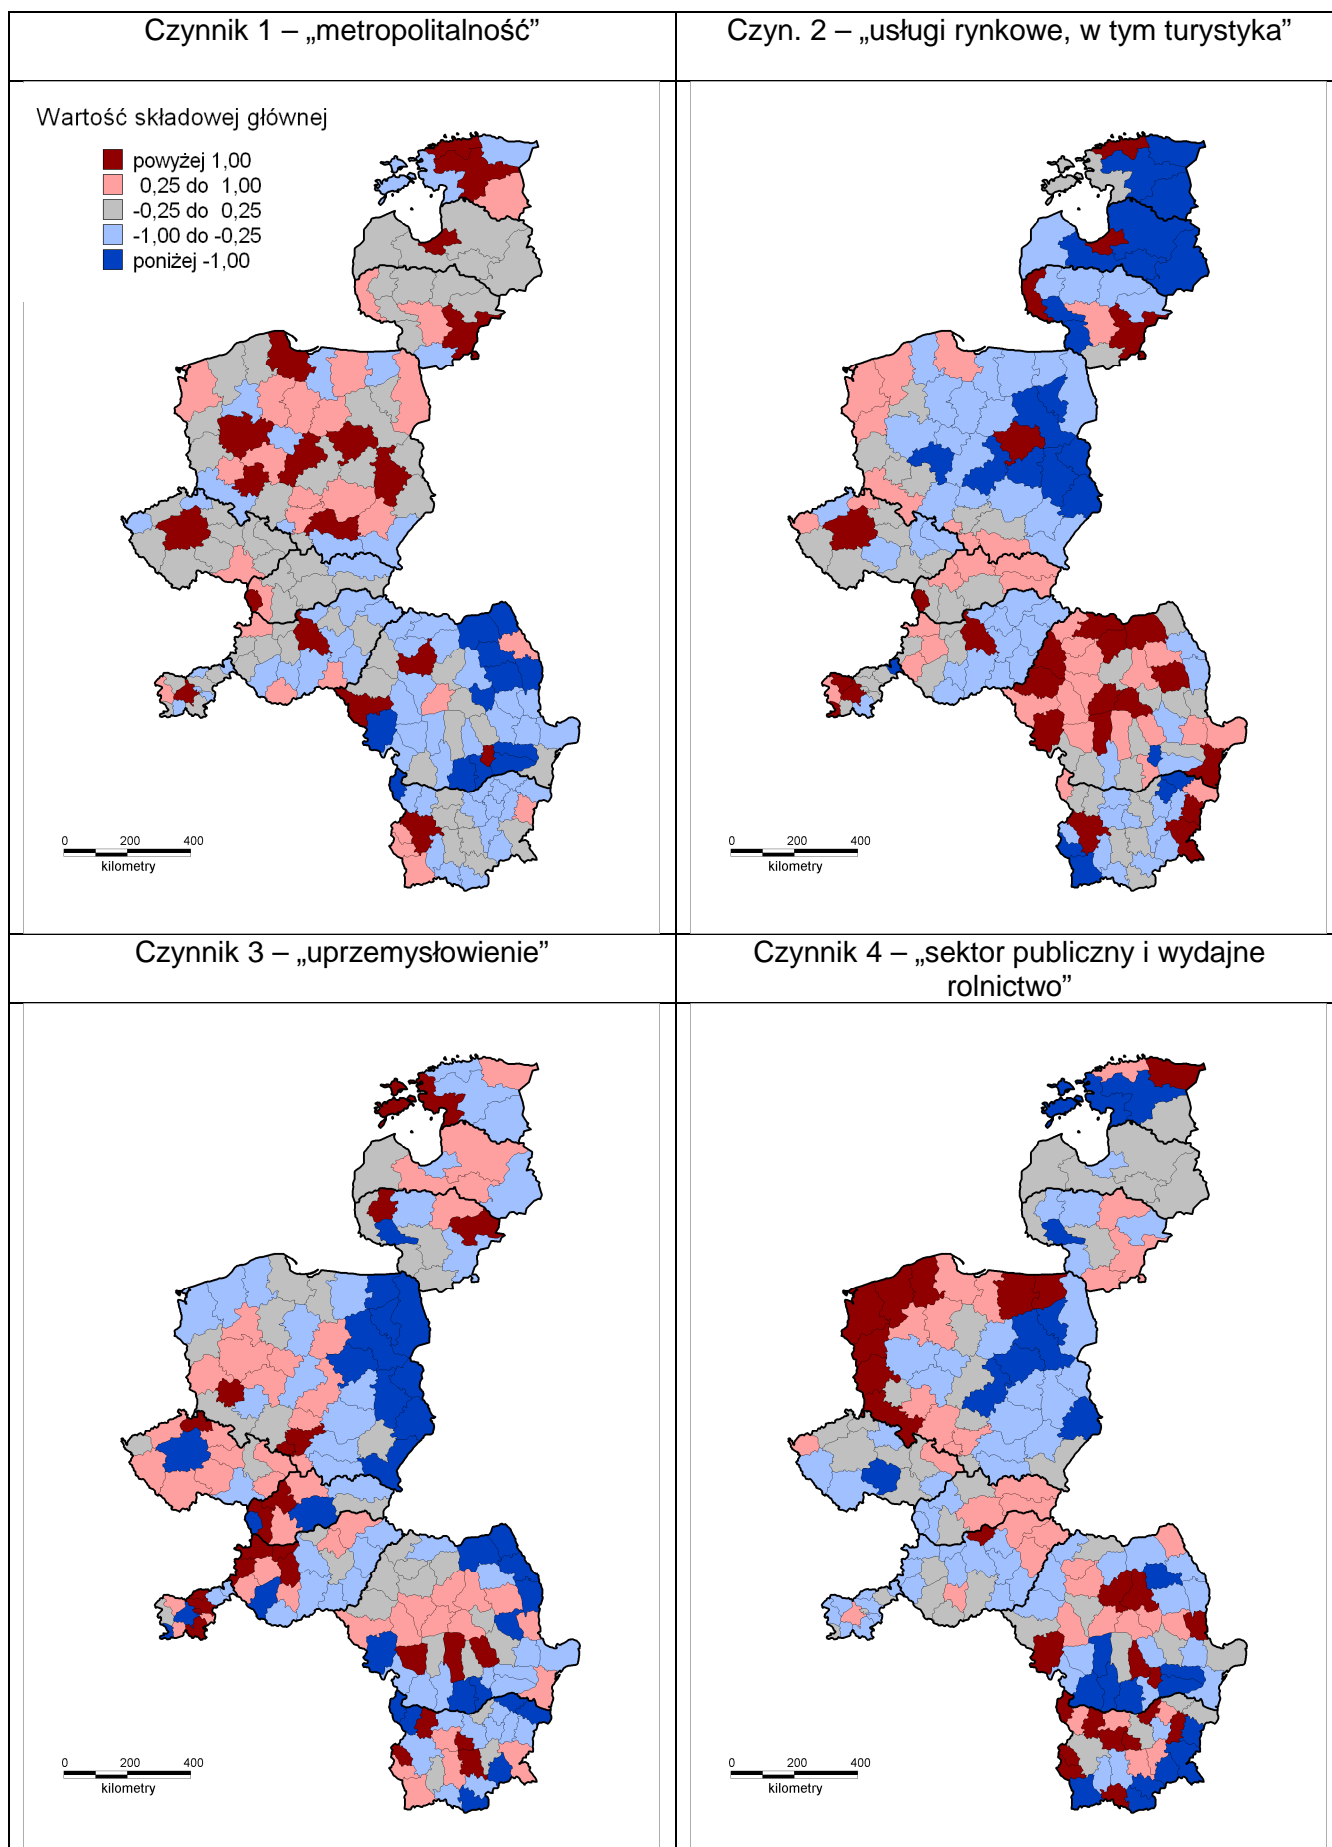 Czynnik 1 – „metropolitalność”
Czyn. 2 – „usługi rynkowe, w tym turystyka”
Wartość składowej głównej
powyżej 1,00
0,25 do 1,00
-0,25 do 0,25
-1,00 do -0,25
poniżej -1,00
0 200 400
kilometry
0 200 400
kilometry
Czynnik 3 – „uprzemysłowienie”
Czynnik 4 – „sektor publiczny i wydajne
rolnictwo”
0 200 400
kilometry
0 200 400
kilometry